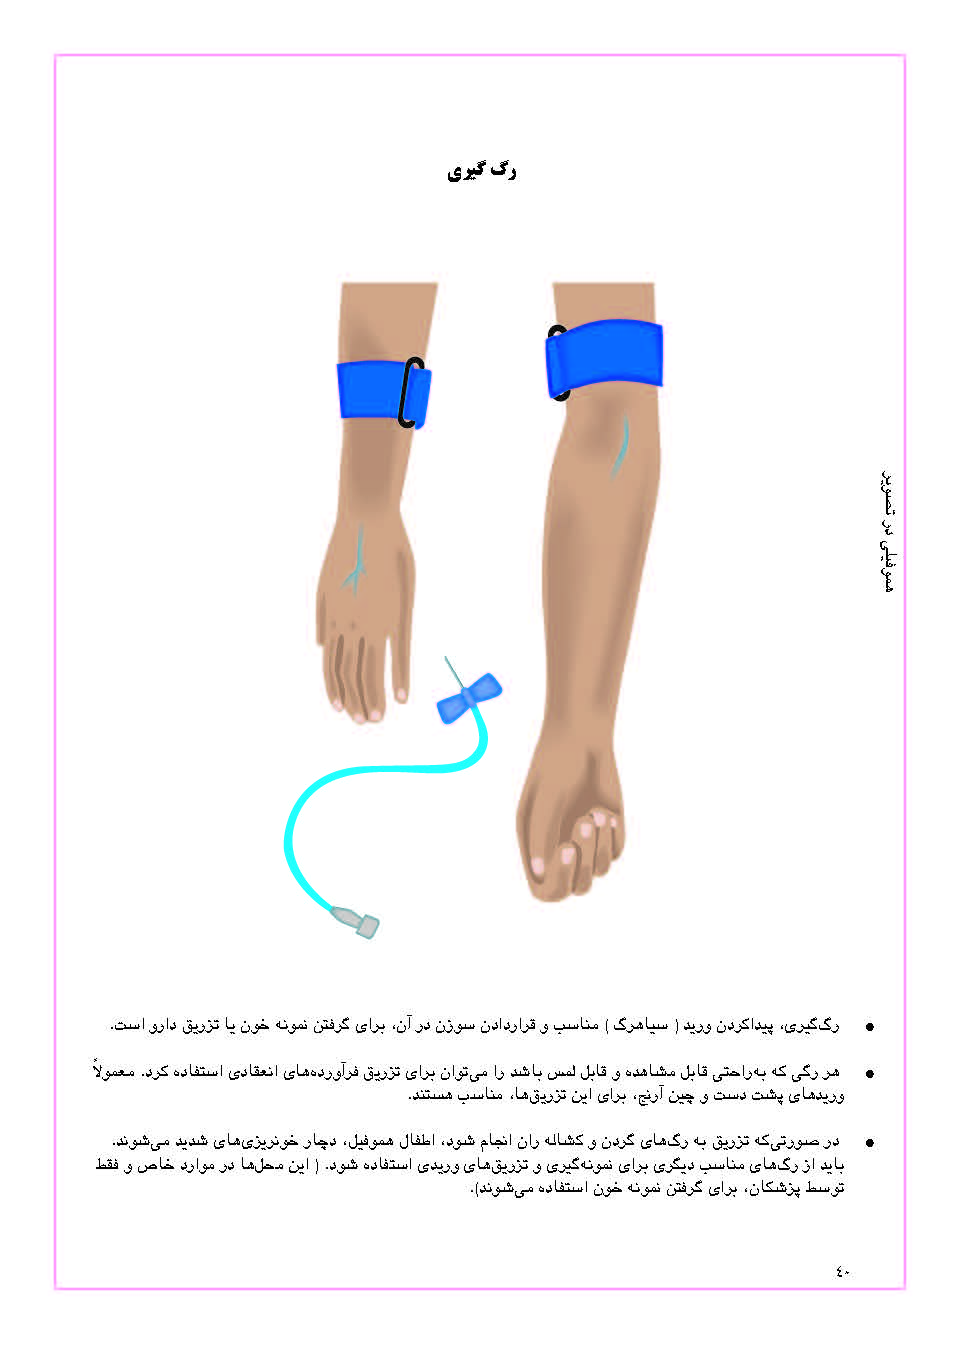 رگ گیری
هموفیلی در تصویر
● رگ‌گیری، پیداکردن ورید ( سیاهرگ ) مناسب و قراردادن سوزن در آن، برای گرفتن نمونه خون یا تزریق دارو است.
● هر رگی که به‌راحتی قابل مشاهده و قابل لمس باشد را می‌توان برای تزریق فرآورده‌های انعقادی استفاده کرد. معمولاً
وریدهای پشت دست و چین آرنج، برای این تزریق‌ها، مناسب هستند.
● در صورتی‌که تزریق به رگ‌های گردن و کشاله ران انجام شود، اطفال هموفیل، دچار خونریزی‌های شدید می‌شوند.
باید از رگ‌های مناسب دیگری برای نمونه‌گیری و تزریق‌های وریدی استفاده شود. ( این محل‌ها در موارد خاص و فقط
توسط پزشکان، برای گرفتن نمونه خون استفاده می‌شوند).
٤٠